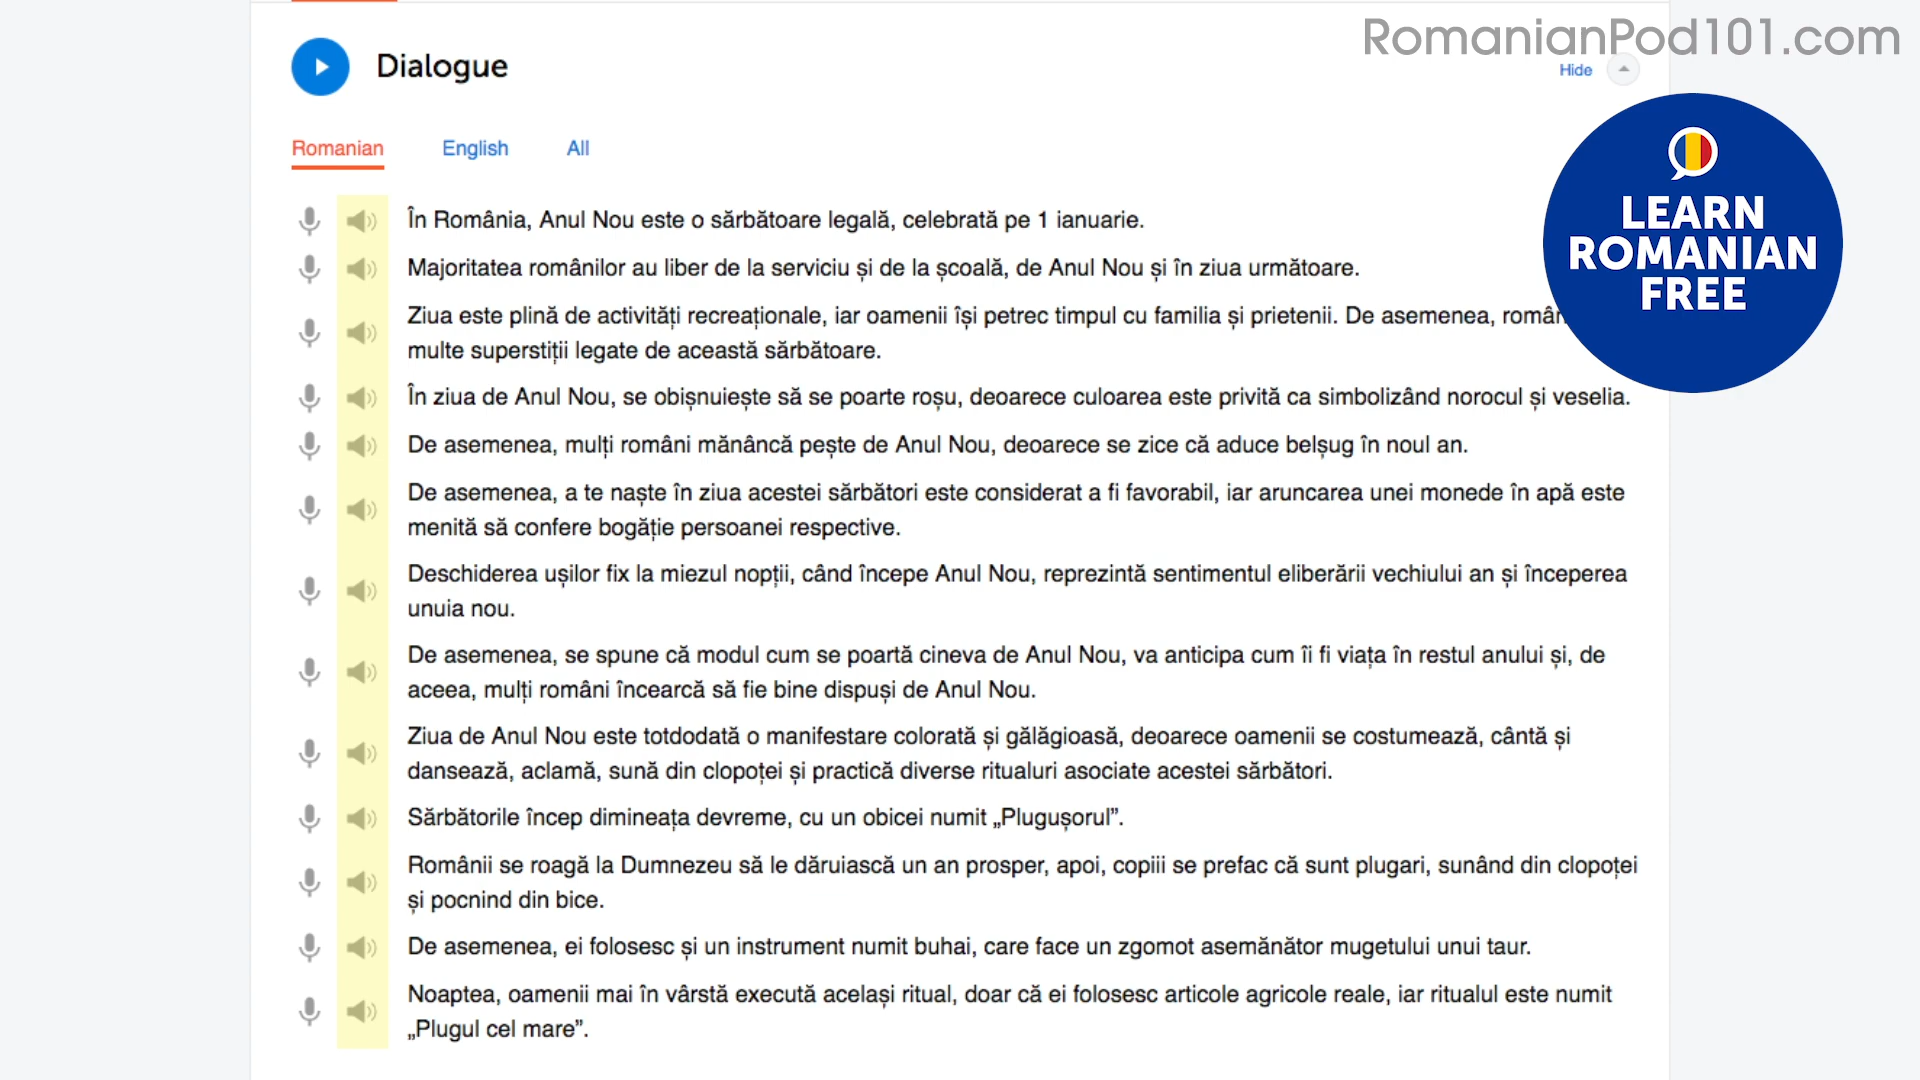 RomanianPod101.com
Dialogue
Hide
Romanian English All
LEARN
ROMANIAN
FREE
În România, Anul Nou este o sărbătoare legală, celebrată pe 1 ianuarie.
Majoritatea românilor au liber de la serviciu și de la școală, de Anul Nou și în ziua următoare.
Ziua este plină de activități recreaționale, iar oamenii își petrec timpul cu familia și prietenii. De asemenea,
multe superstiții legate de această sărbătoare.
În ziua de Anul Nou, se obișnuiește să se poarte roșu, deoarece culoarea este privită ca simbolizând norocul și veselia.
De asemenea, mulți români mănâncă pește de Anul Nou, deoarece se zice că aduce belșug în noul an.
De asemenea, a te naște în ziua acestei sărbători este considerat a fi favorabil, iar aruncarea unei monede în apă este
menită să confere bogăție persoanei respective.
Deschiderea ușilor fix la miezul nopții, când începe Anul Nou, reprezintă sentimentul eliberării vechiului an și începerea
unuia nou.
De asemenea, se spune că modul cum se poartă cineva de Anul Nou, va anticipa cum îi fi viața în restul anului și, de
aceea, mulți români încearcă să fie bine dispuși de Anul Nou.
Ziua de Anul Nou este totdodată o manifestare colorată și gălăgioasă, deoarece oamenii se costumează, cântă și
dansează, aclamă, sună din clopoței și practică diverse ritualuri asociate acestei sărbători.
Sărbătorile încep dimineața devreme, cu un obicei numit „Plugușorul”.
Românii se roagă la Dumnezeu să le dăruiască un an prosper, apoi, copiii se prefac că sunt plugari, sunând din clopoței
și pocnind din bice.
De asemenea, ei folosesc și un instrument numit buhai, care face un zgomot asemănător mugetului unui taur.
Noaptea, oamenii mai în vârstă execută același ritual, doar că ei folosesc articole agricole reale, iar ritualul este numit
„Plugul cel mare”.